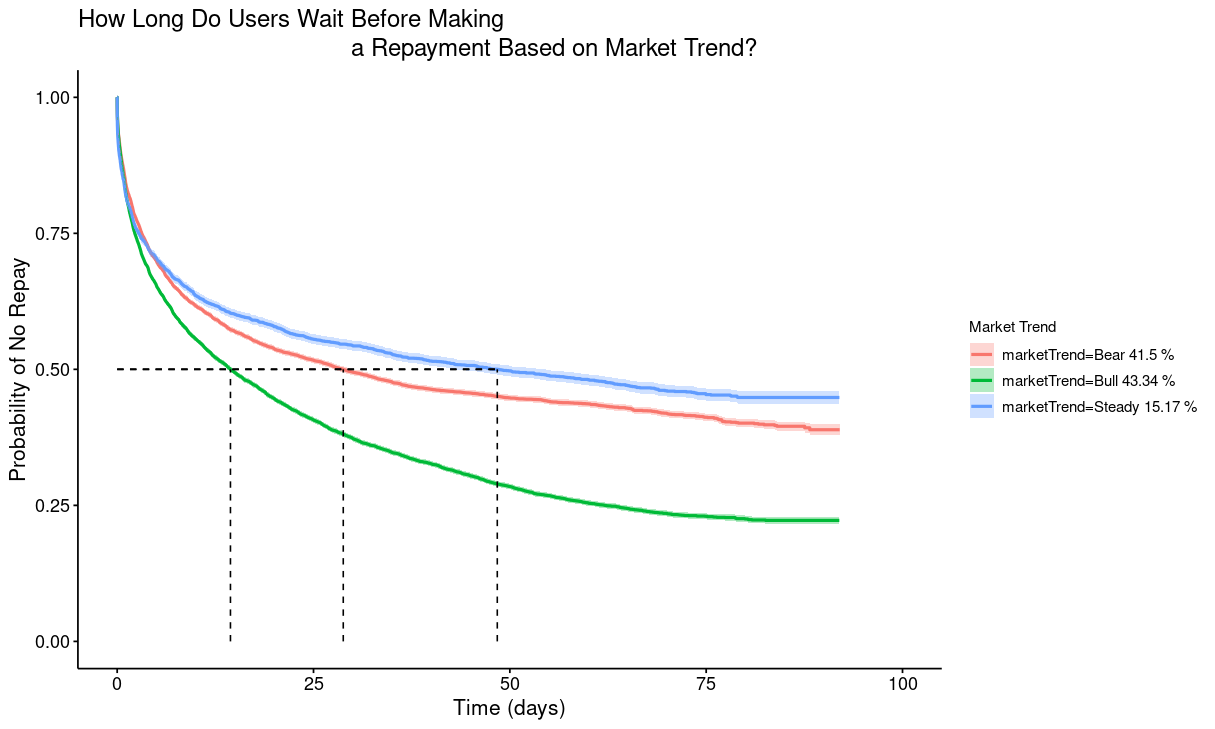 How Long Do Users Wait Before Making
a Repayment Based on Market Trend?
1.00
0.75
0.50
0.25
0.00
Probability of No Repay
0 25 50 75 100
Time (days)
Market Trend
marketTrend=Bear 41.5 %
marketTrend=Bull 43.34 %
marketTrend=Steady 15.17 %